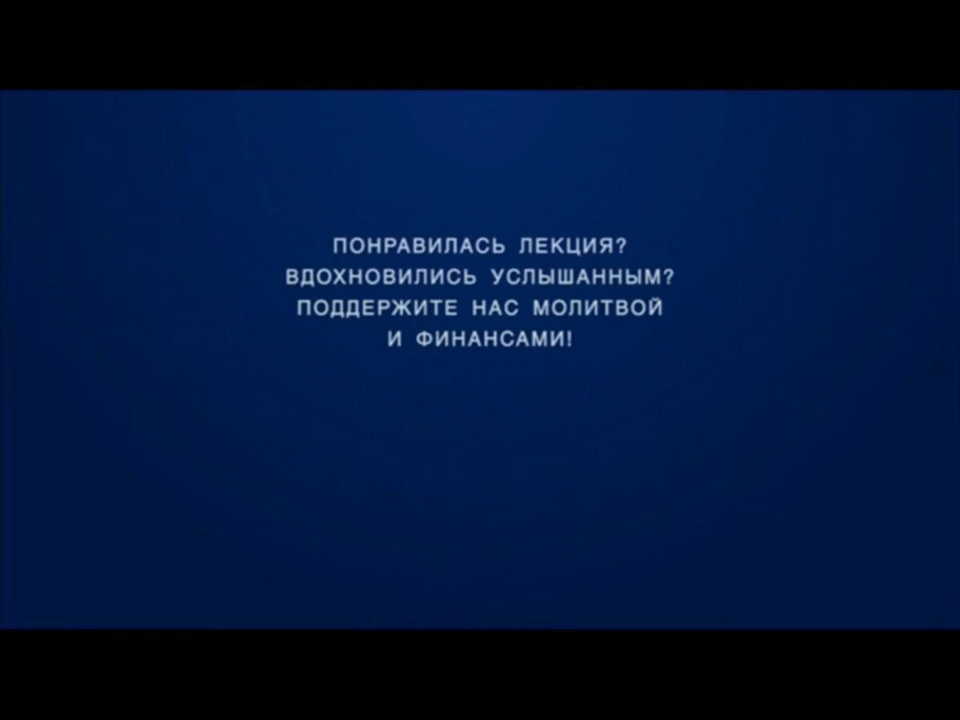 ПОНРАВИЛАСЬ ЛЕКЦИЯ?
ВДОХНОВИЛИСЬ УСЛЫШАННЫМ?
ПОДДЕРЖИТЕ НАС МОЛИТВОЙ
И ФИНАНСАМИ!